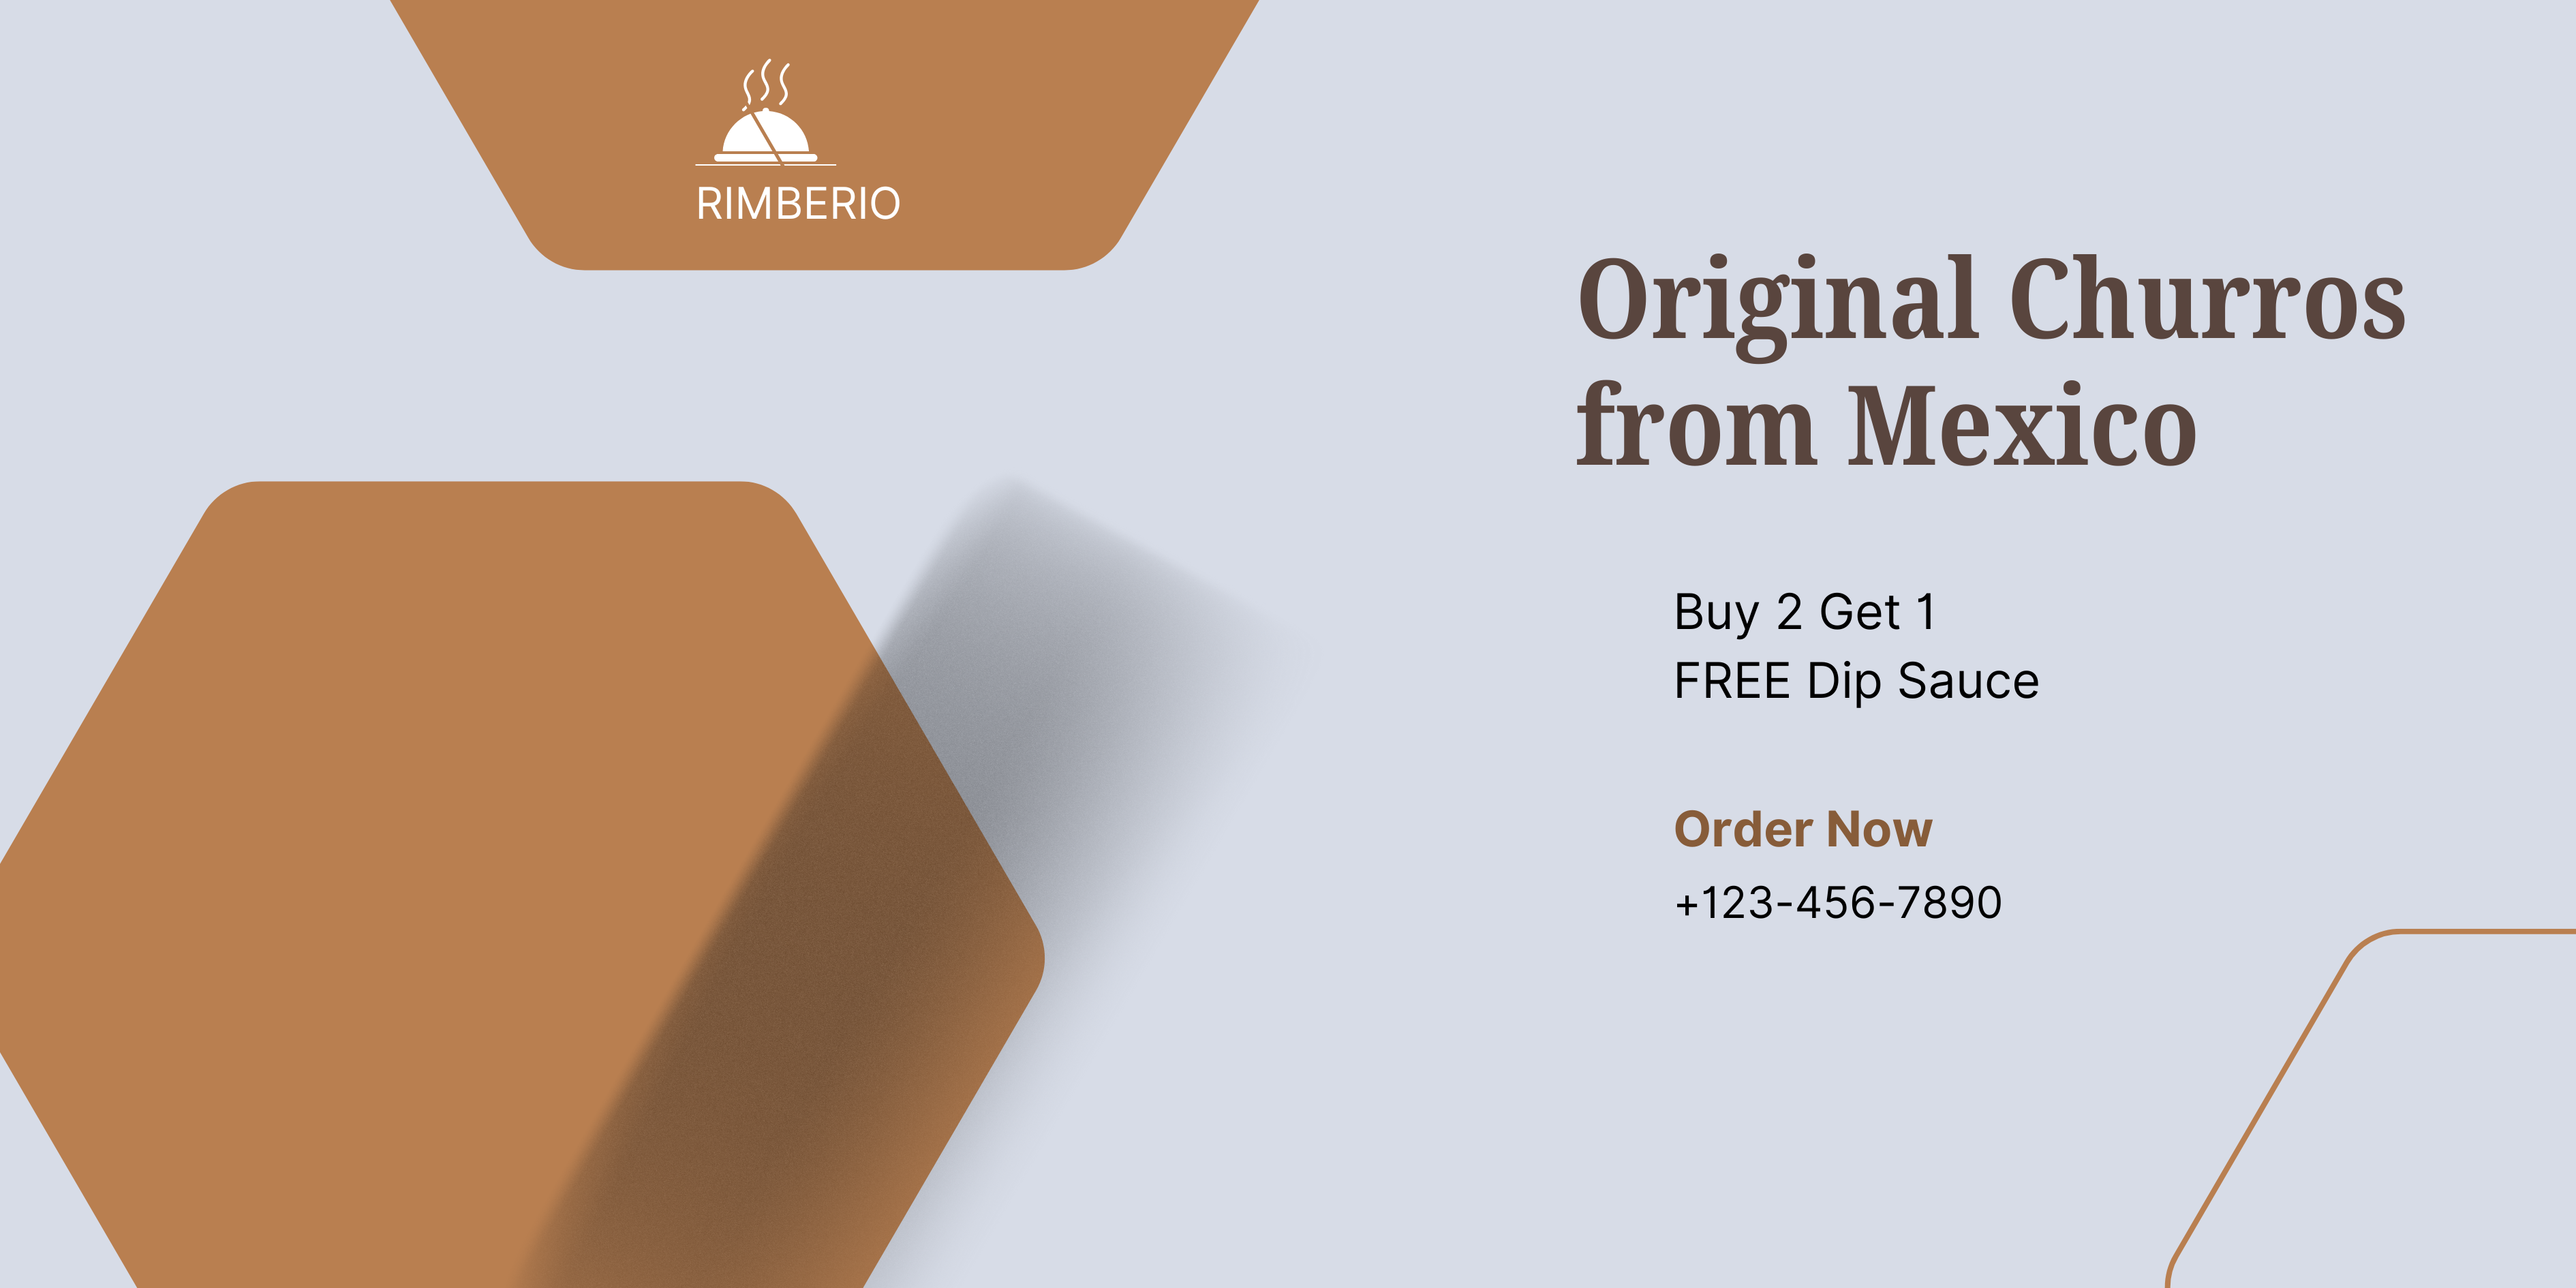 RIMBERIO
Original Churros
from Mexico
Buy 2 Get 1
FREE Dip Sauce
Order Now
+123-456-7890